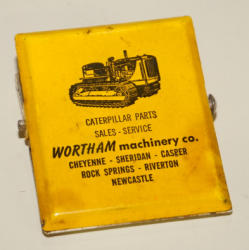 CATERPILLAR PARTS
SALES - SERVICE
WORTHAM machinery co.
CHEYENNE - SHERIDAN - CASPER
ROCK SPRINGS - RIVERTON
NEWCASTLE